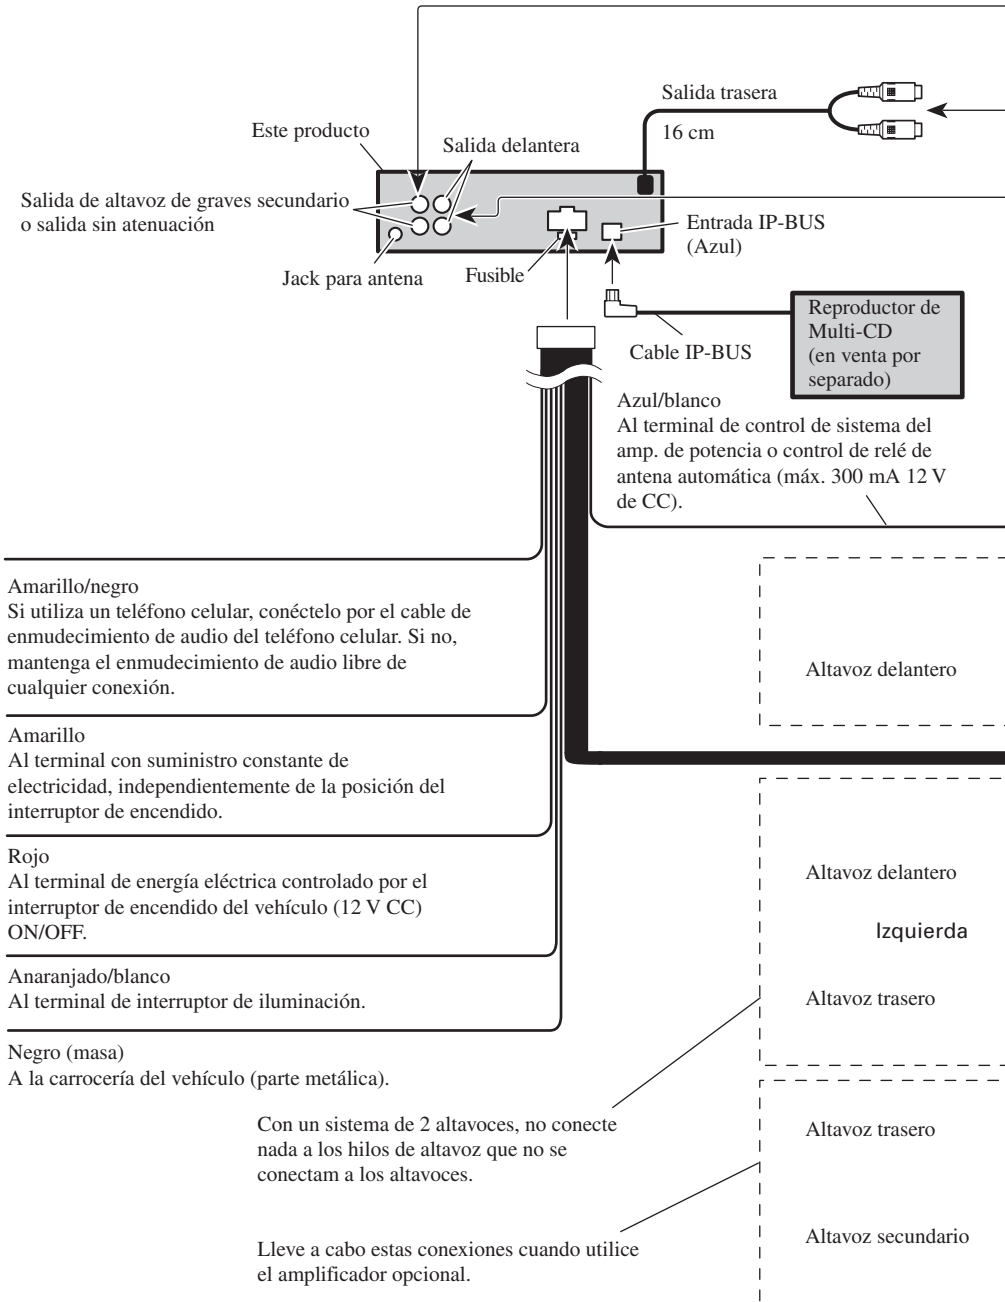 Salida trasera
16 cm
Este producto
Salida delantera
Salida de altavoz de graves secundario
o salida sin atenuación
Entrada IP-BUS
(Azul)
Jack para antena
Fusible
Reproductor de
Multi-CD
(en venta por
separado)
Cable IP-BUS
Azul/blanco
Al terminal de control de sistema del
amp. de potencia o control de relé de
antena automática (máx. 300 mA 12 V
de CC).
Amarillo/negro
Si utiliza un teléfono celular, conéctelo por el cable de
enmudecimiento de audio del teléfono celular. Si no,
mantenga el enmudecimiento de audio libre de
cualquier conexión.
Altavoz delantero
Amarillo
Al terminal con suministro constante de
electricidad, independientemente de la posición del
interruptor de encendido.
Rojo
Al terminal de energía eléctrica controlado por el
interruptor de encendido del vehículo (12 V CC)
ON/OFF.
Altavoz delantero
Izquierda
Anaranjado/blanco
Al terminal de interruptor de iluminación.
Altavoz trasero
Negro (masa)
A la carrocería del vehículo (parte metálica).
Con un sistema de 2 altavoces, no conecte
nada a los hilos de altavoz que no se
conectam a los altavoces.
Altavoz trasero
Lleve a cabo estas conexiones cuando utilice
el amplificador opcional.
Altavoz secundario